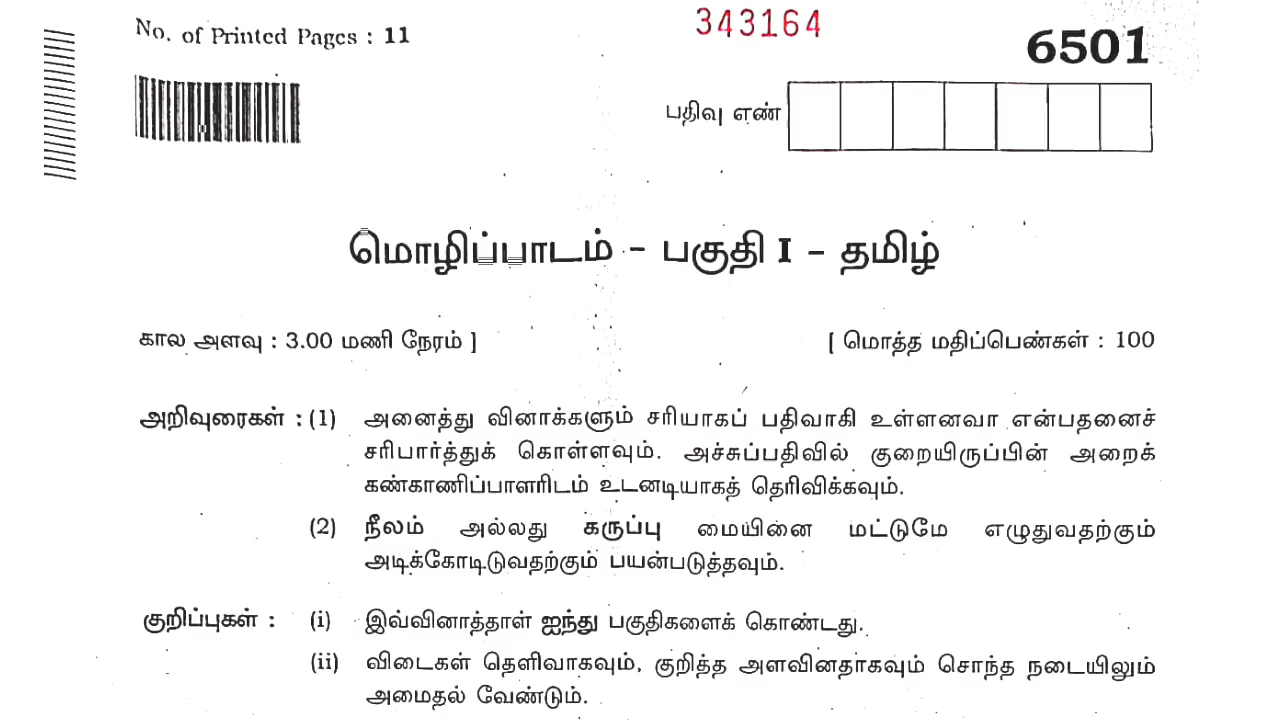 No. of Printed Pages : 11
343164
6501
பதிவு எண்
மொழிப்பாடம் - பகுதி I - தமிழ்
கால அளவு : 3.00 மணி நேரம் ]
[ மொத்த மதிப்பெண்கள் : 100
அறிவுரைகள் : (1) அனைத்து வினாக்களும் சரியாகப் பதிவாகி உள்ளனவா என்பதனைச்
சரிபார்த்துக் கொள்ளவும். அச்சுப்பதிவில் குறையிருப்பின் அறைக்
கண்காணிப்பாளரிடம் உடனடியாகத் தெரிவிக்கவும்.
(2) நீலம் அல்லது கருப்பு மையினை மட்டுமே எழுதுவதற்கும்
அடிக்கோடிடுவதற்கும் பயன்படுத்தவும்.
குறிப்புகள் : (i) இவ்வினாத்தாள் ஐந்து பகுதிகளைக் கொண்டது.
(ii) விடைகள் தெளிவாகவும், குறித்த அளவினதாகவும் சொந்த நடையிலும்
அமைதல் வேண்டும்.